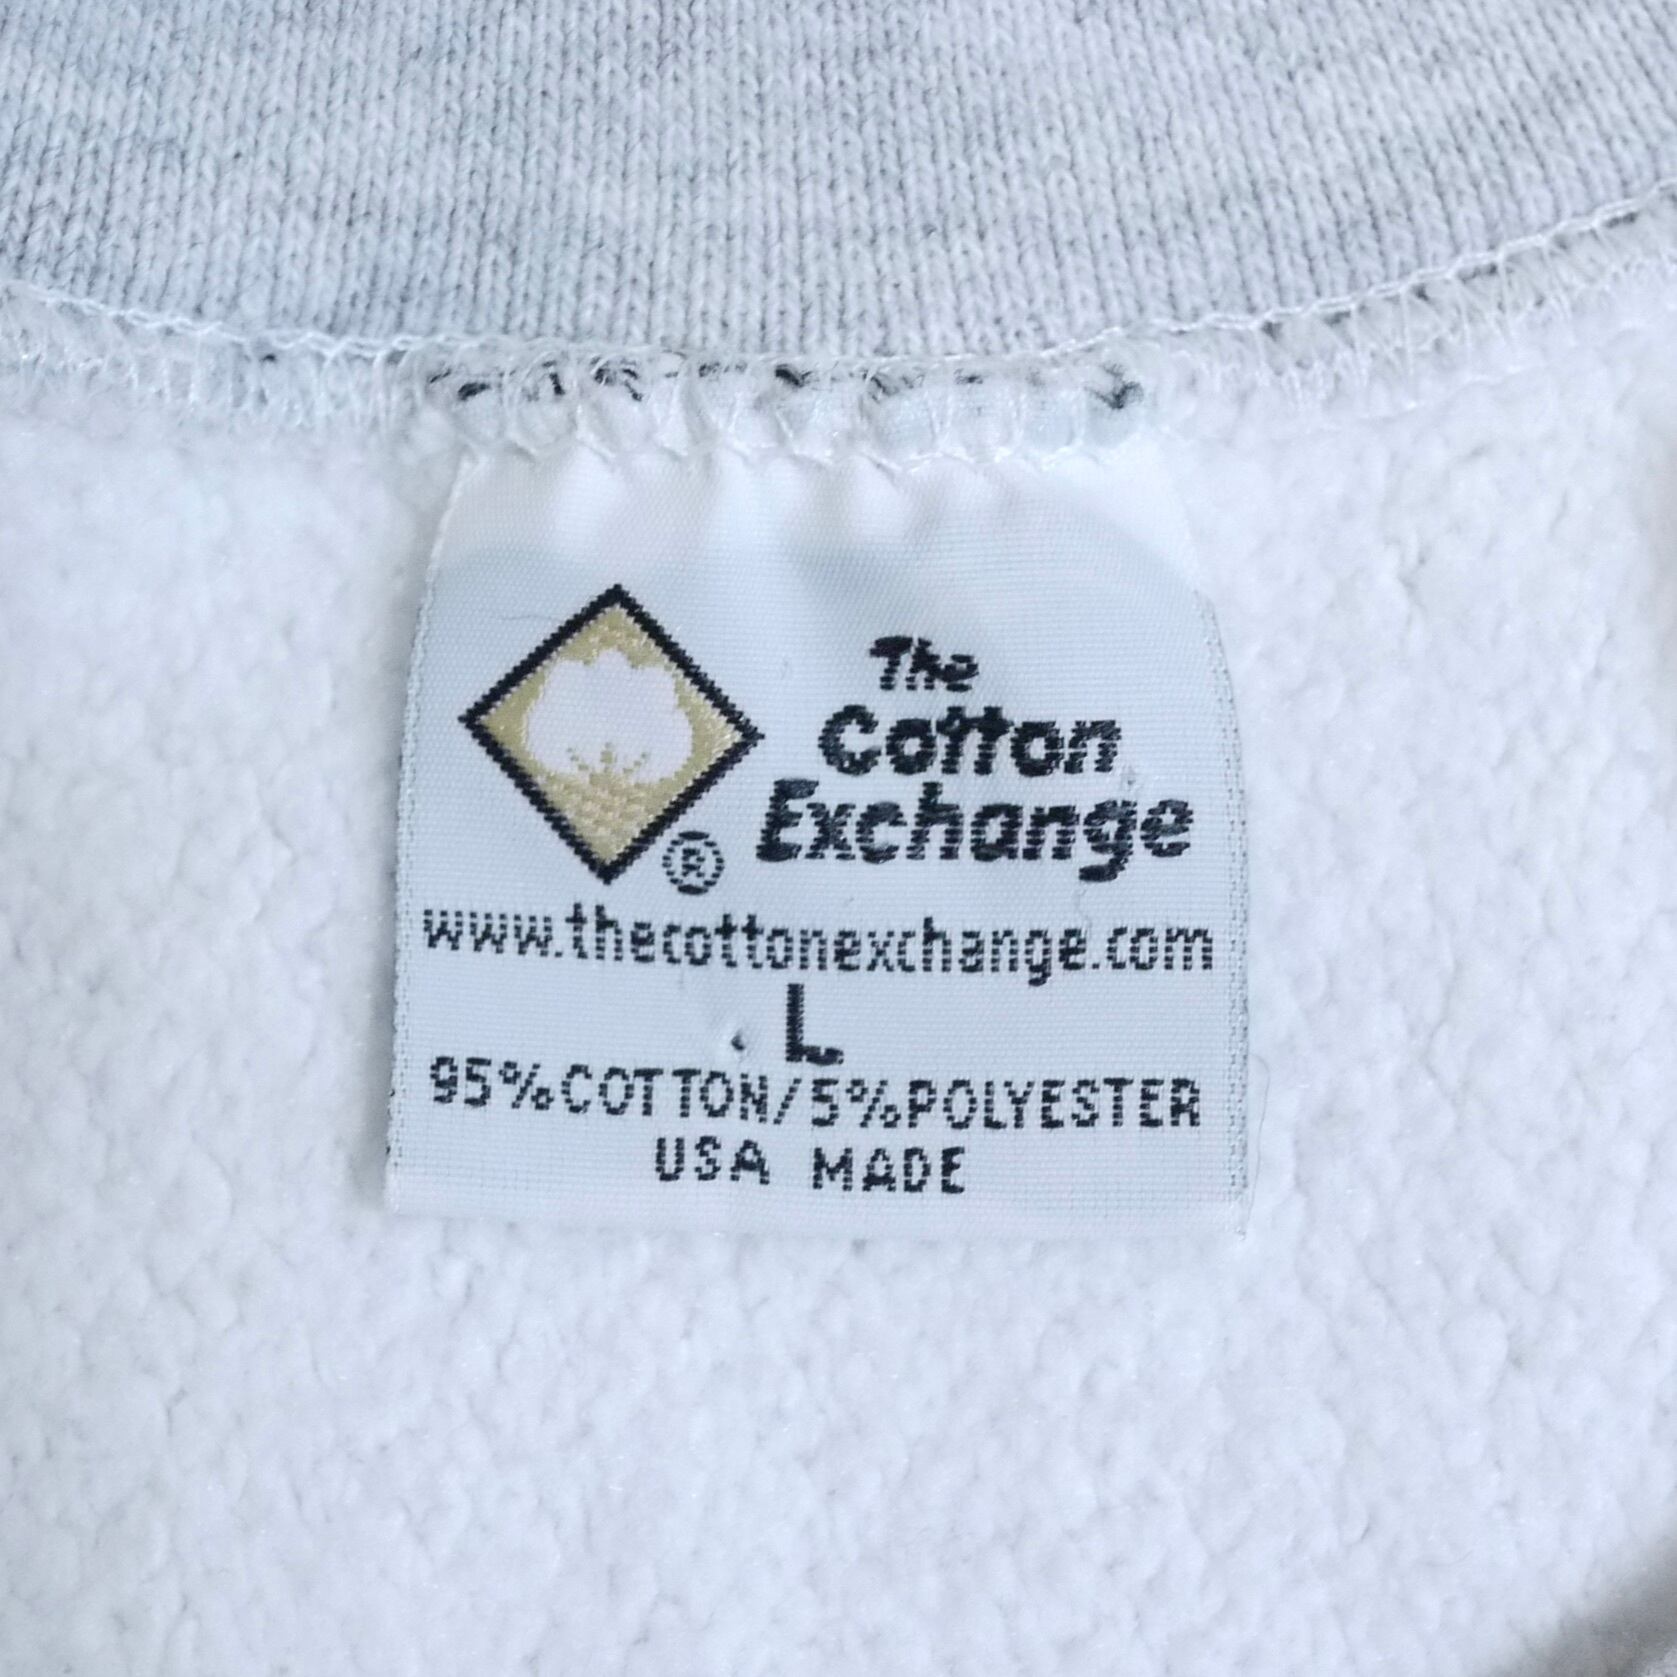 The
Cotton
Exchange
®
www.thecottonexchange.com
L
95%COTTON/5%POLYESTER
USA MADE